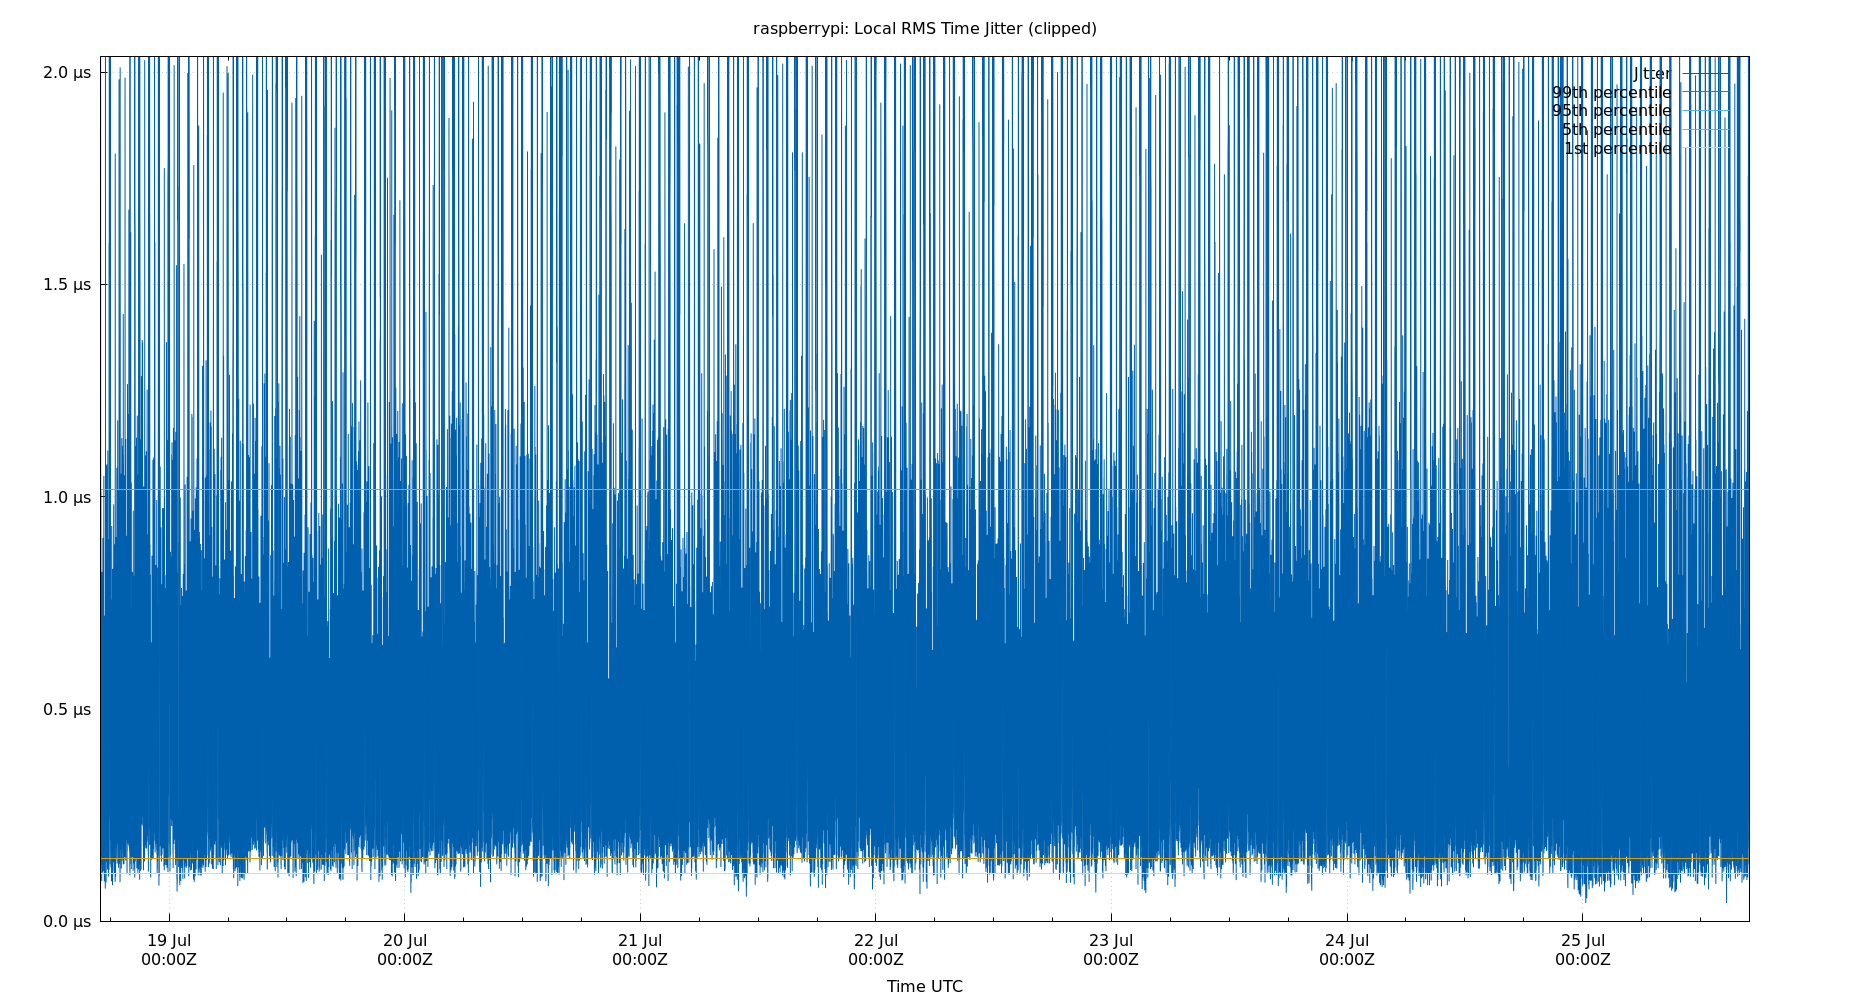 raspberrypi: Local RMS Time Jitter (clipped)
2.0 μs
1.5 μs
1.0 μs
0.5 μs
0.0 μs
Jitter
99th percentile
95th percentile
5th percentile
1st percentile
19 Jul 20 Jul 21 Jul 22 Jul 23 Jul 24 Jul 25 Jul
00:00Z 00:00Z 00:00Z 00:00Z 00:00Z 00:00Z 00:00Z
Time UTC